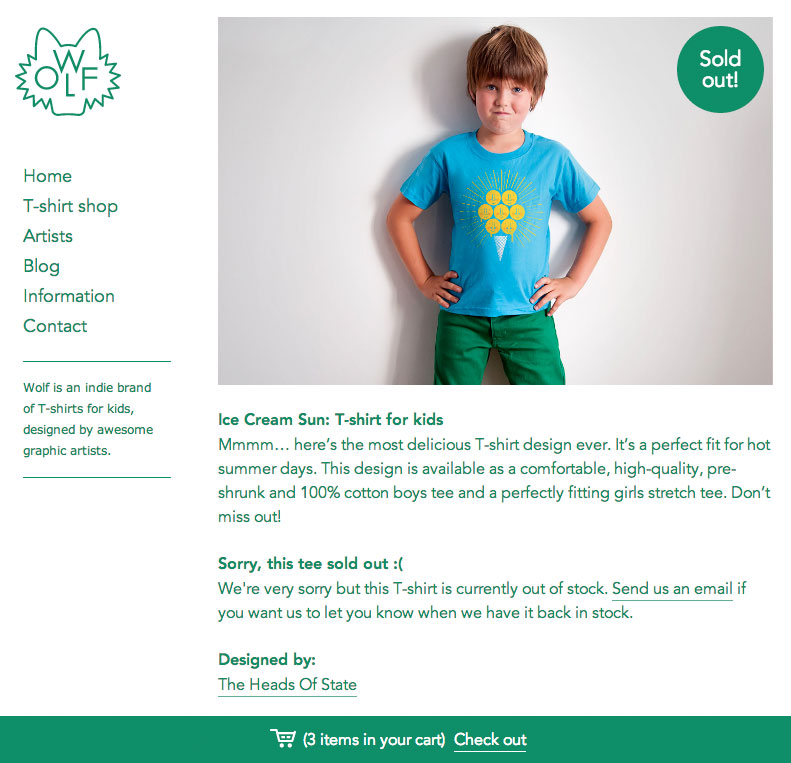 W
OLF
Home
T-shirt shop
Artists
Blog
Information
Contact
Wolf is an indie brand
of T-shirts for kids,
designed by awesome
graphic artists.
Sold
out!
Ice Cream Sun: T-shirt for kids
Mmmm… here’s the most delicious T-shirt design ever. It’s a perfect fit for hot
summer days. This design is available as a comfortable, high-quality, pre-
shrunk and 100% cotton boys tee and a perfectly fitting girls stretch tee. Don’t
miss out!
Sorry, this tee sold out :(
We're very sorry but this T-shirt is currently out of stock. Send us an email if
you want us to let you know when we have it back in stock.
Designed by:
The Heads Of State
(3 items in your cart) Check out